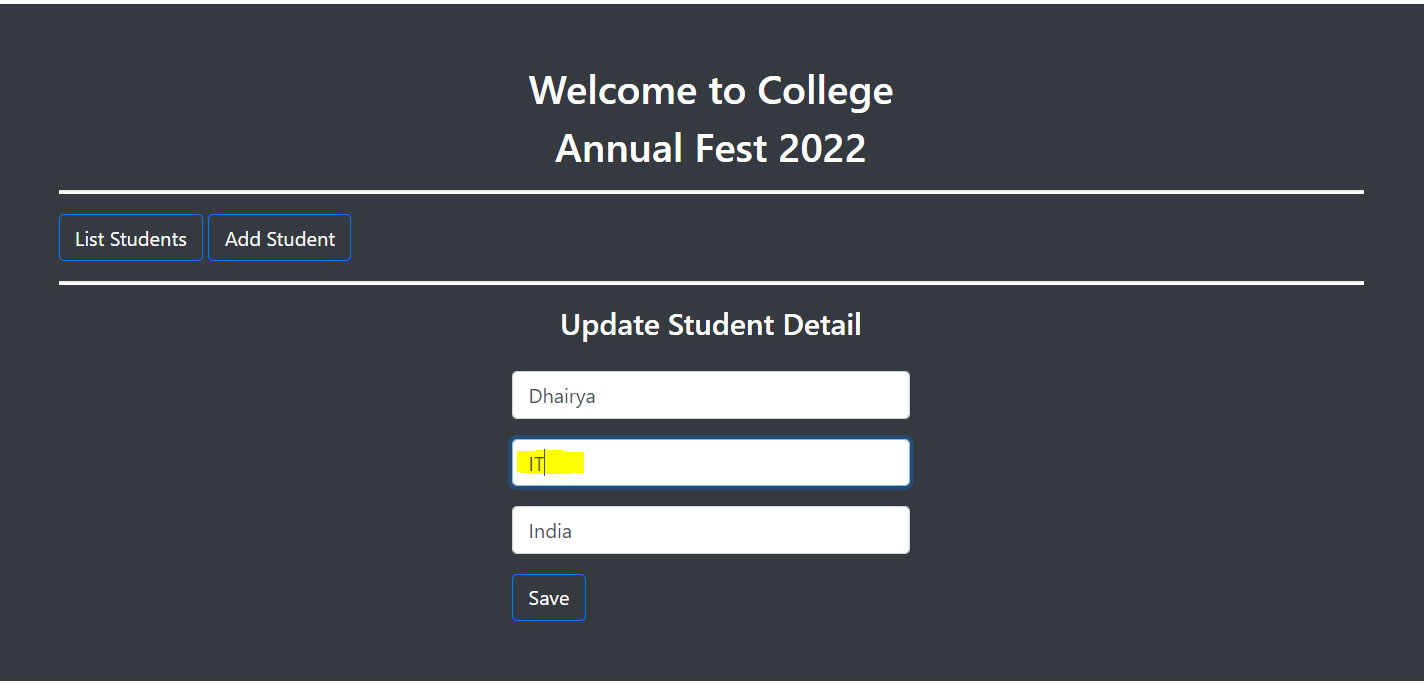 Welcome to College
Annual Fest 2022
List Students Add Student
Update Student Detail
Dhairya
IT
India
Save